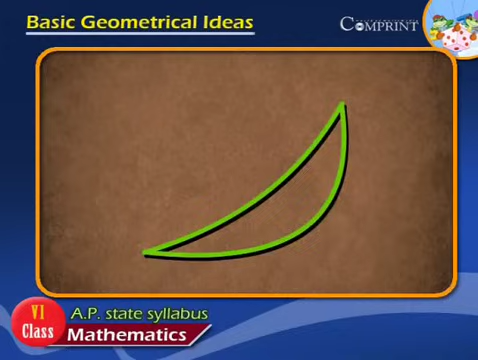 Basic Geometrical Ideas
COMPRINT
VI
Class
A.P. state syllabus
Mathematics